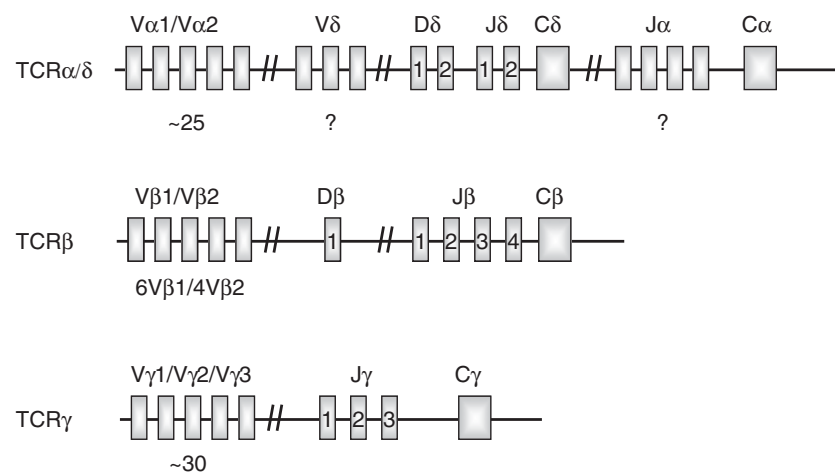 Vα1/Vα2 Vδ Dδ Jδ Cδ Jα Cα
TCRα/δ 1 2 1 2
~25 ? ?
Vβ1/Vβ2 Dβ Jβ Cβ
TCRβ 1 1 2 3 4
6Vβ1/4Vβ2
Vγ1/Vγ2/Vγ3 Jγ Cγ
TCRγ 1 2 3
~30